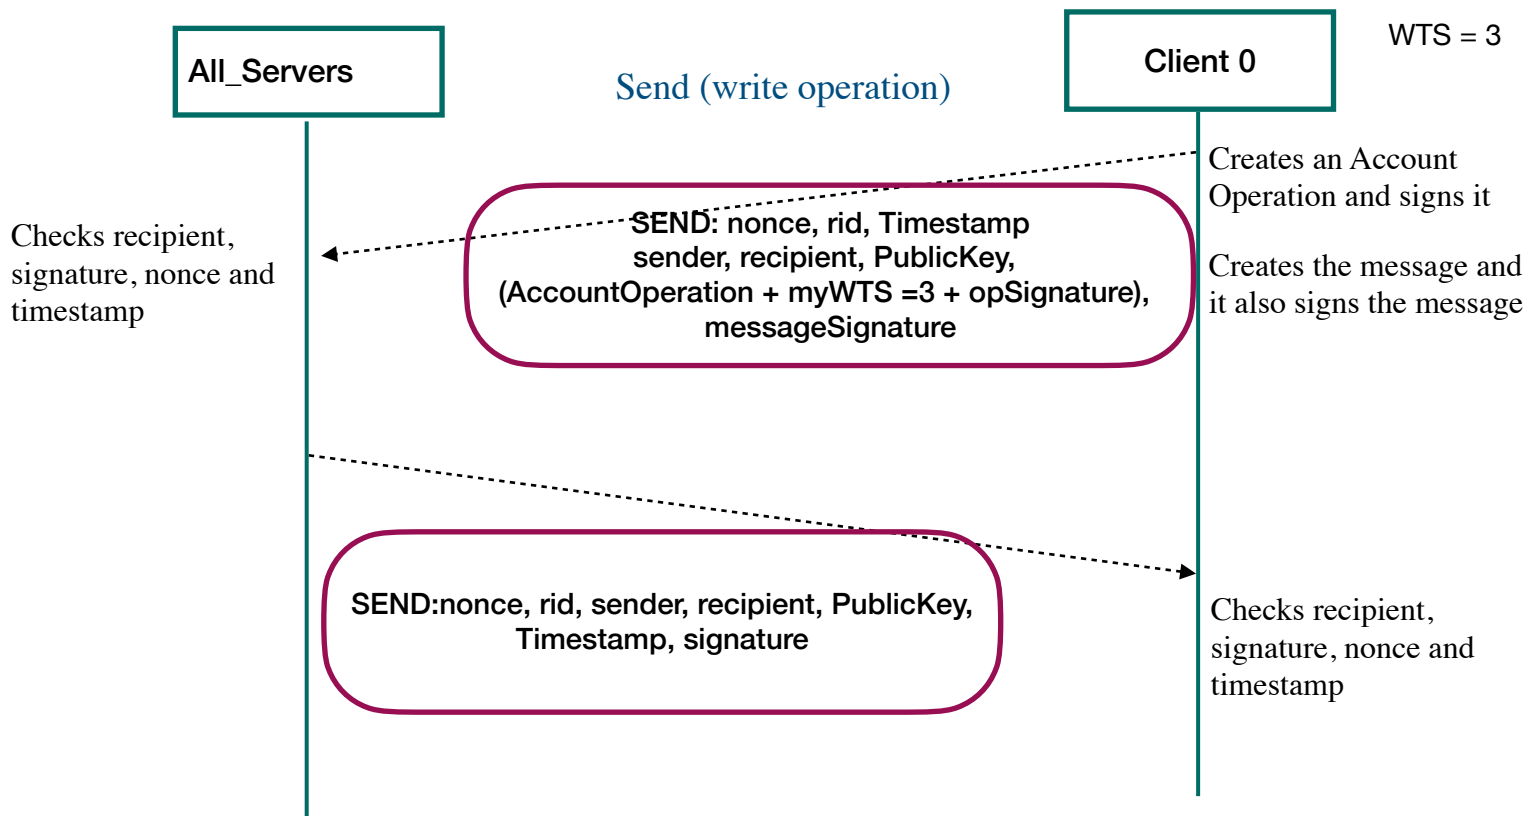 All_Servers
Send (write operation)
Client 0
WTS = 3
Creates an Account
Operation and signs it
Checks recipient,
signature, nonce and
timestamp
SEND: nonce, rid, Timestamp
sender, recipient, PublicKey,
(AccountOperation + myWTS =3 + opSignature),
messageSignature
Creates the message and
it also signs the message
SEND:nonce, rid, sender, recipient, PublicKey,
Timestamp, signature
Checks recipient,
signature, nonce and
timestamp